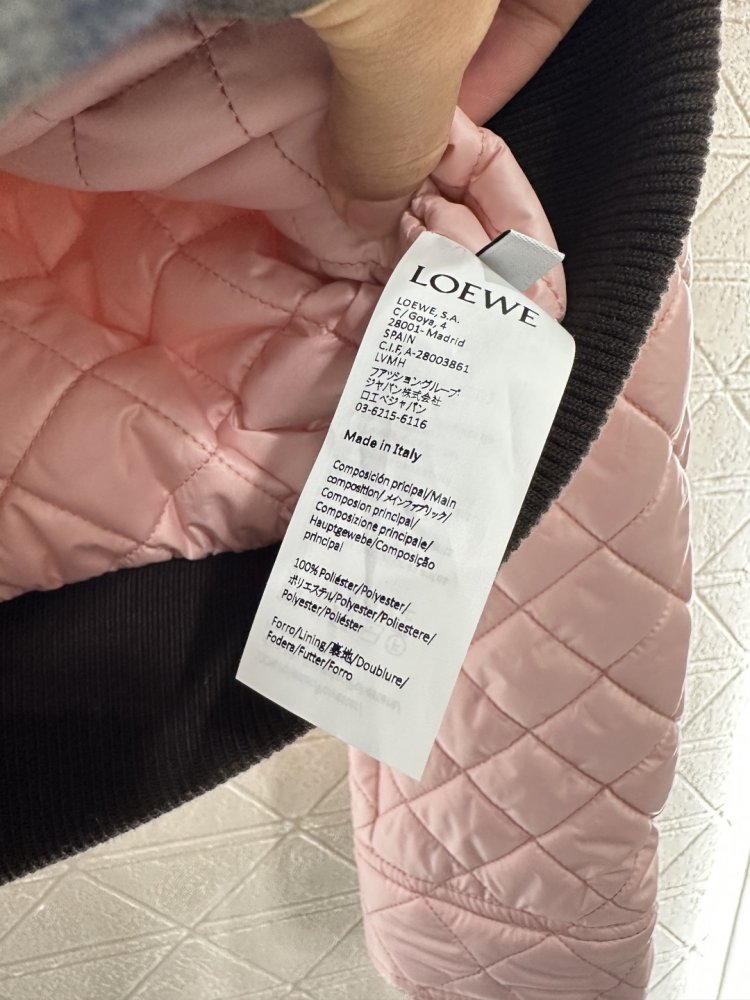 LOEWE
LOEWE, S.A.
C/ Goya, 4
28001- Madrid
SPAIN
C.I.F, A-28003861
LVMH
ファッショングループ
ジャパン株式会社
ロエベジャパン
03-6215-6116
Made in Italy
Composición pricipal/Main
composition/メインファブリック/
Composion principal/
Composizione principale/
Hauptgewebe/Composição
principal
100% Poliéster/Polyester/
ポリエステル/Polyester/Poliestere/
Polyester/Poliéster
Forro/Lining/裏地/Doublure/
Fodera/Futter/Forro